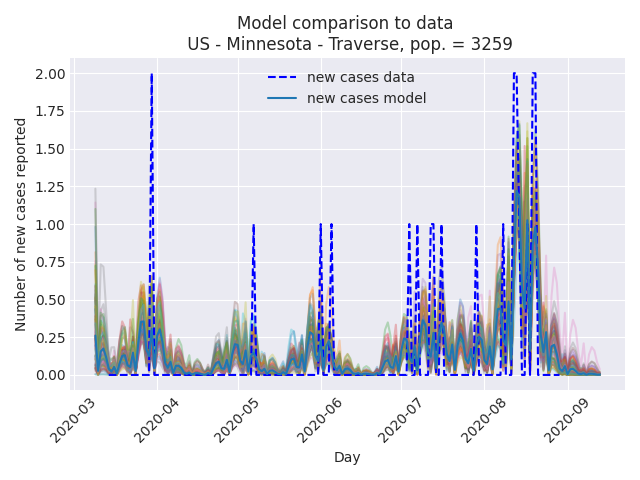 Model comparison to data
US - Minnesota - Traverse, pop. = 3259
new cases data
new cases model
Number of new cases reported
2.00
1.75
1.50
1.25
1.00
0.75
0.50
0.25
0.00
2020-03
2020-04
2020-05
2020-06
2020-07
2020-08
2020-09
Day